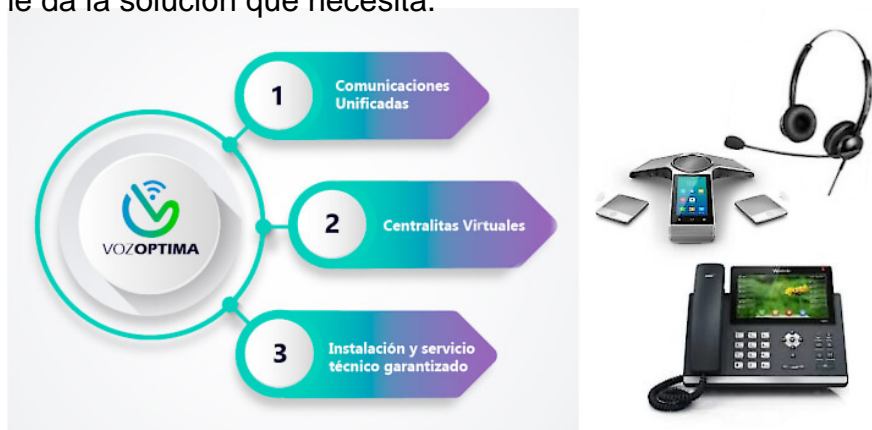 le da la solución que necesita.
1
Comunicaciones
Unificadas
2
Centralitas Virtuales
VOZOPTIMA
3
Instalación y servicio
técnico garantizado